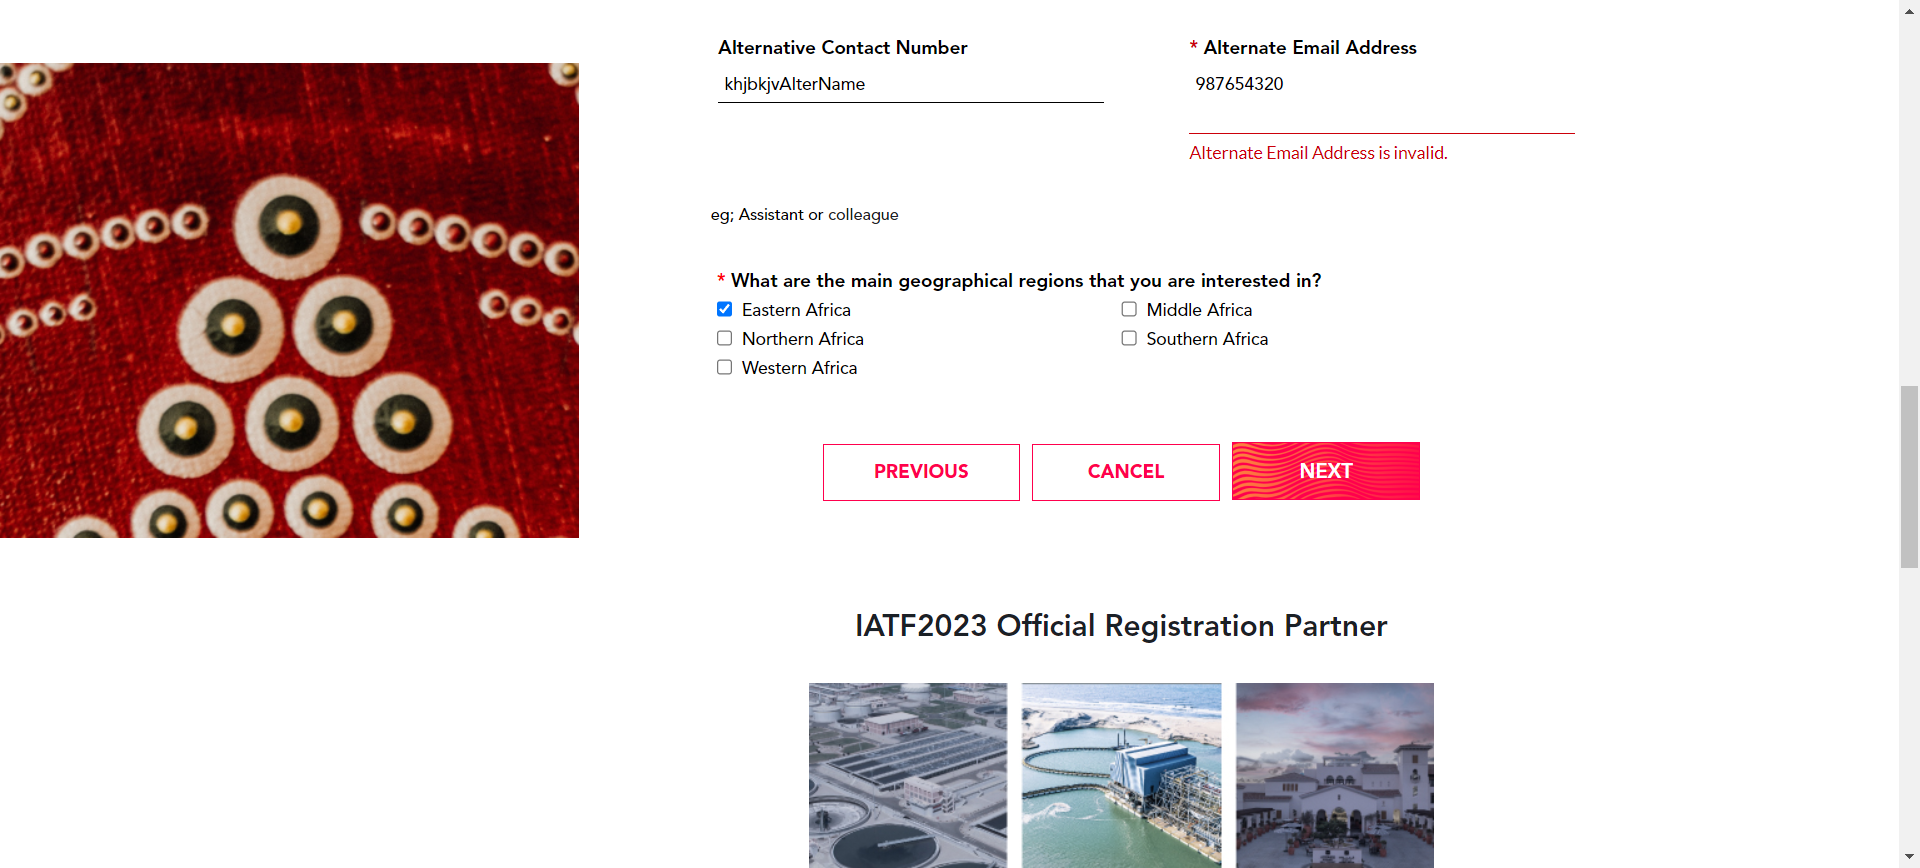 Alternative Contact Number
* Alternate Email Address
khjbkjvAlterName
987654320
Alternate Email Address is invalid.
eg; Assistant or colleague
* What are the main geographical regions that you are interested in?
Eastern Africa
Middle Africa
Northern Africa
Southern Africa
Western Africa
PREVIOUS
CANCEL
NEXT
IATF2023 Official Registration Partner